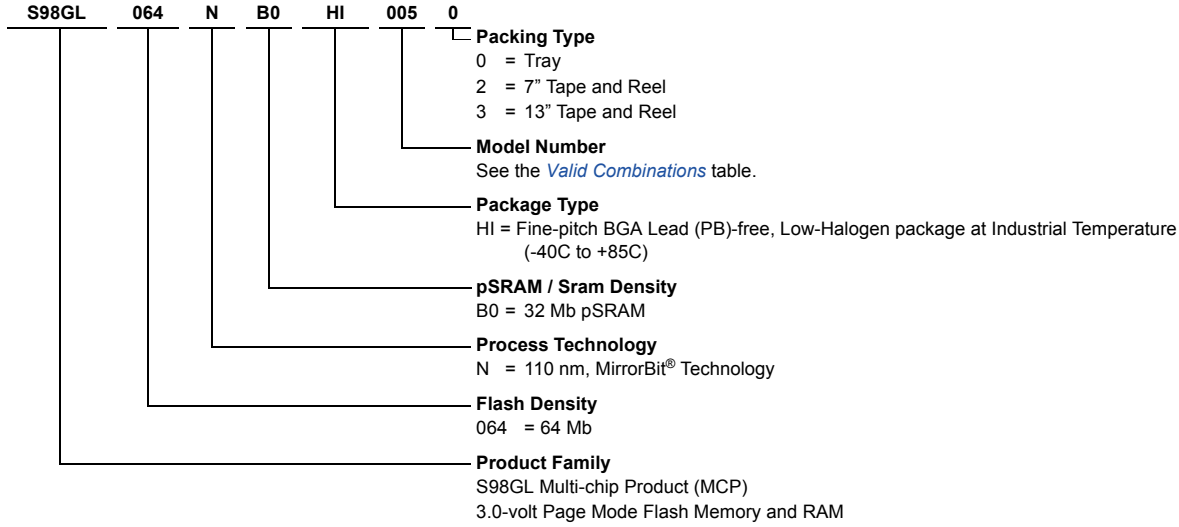 S98GL 064 N B0 HI 005 0
Packing Type
0 = Tray
2 = 7” Tape and Reel
3 = 13” Tape and Reel
Model Number
See the Valid Combinations table.
Package Type
HI = Fine-pitch BGA Lead (PB)-free, Low-Halogen package at Industrial Temperature
(-40C to +85C)
pSRAM / Sram Density
B0 = 32 Mb pSRAM
Process Technology
N = 110 nm, MirrorBit® Technology
Flash Density
064 = 64 Mb
Product Family
S98GL Multi-chip Product (MCP)
3.0-volt Page Mode Flash Memory and RAM